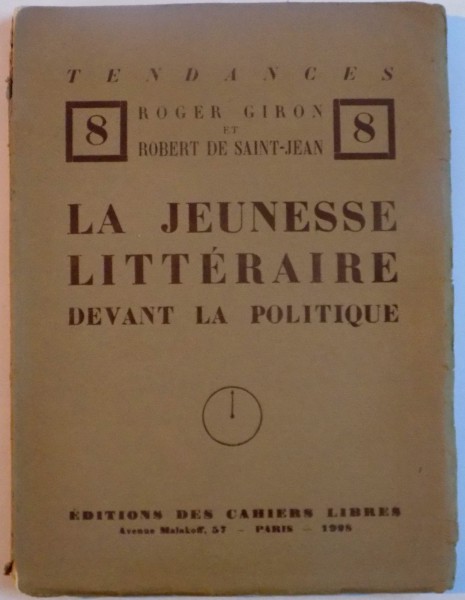 TENDANCES
8 ROGER GIRON 8
ET
ROBERT DE SAINT-JEAN
LA JEUNESSE
LITTÉRAIRE
DEVANT LA POLITIQUE
ÉDITIONS DES CAHIERS LIBRES
Avenue Malakoff, 57 — PARIS — 1928